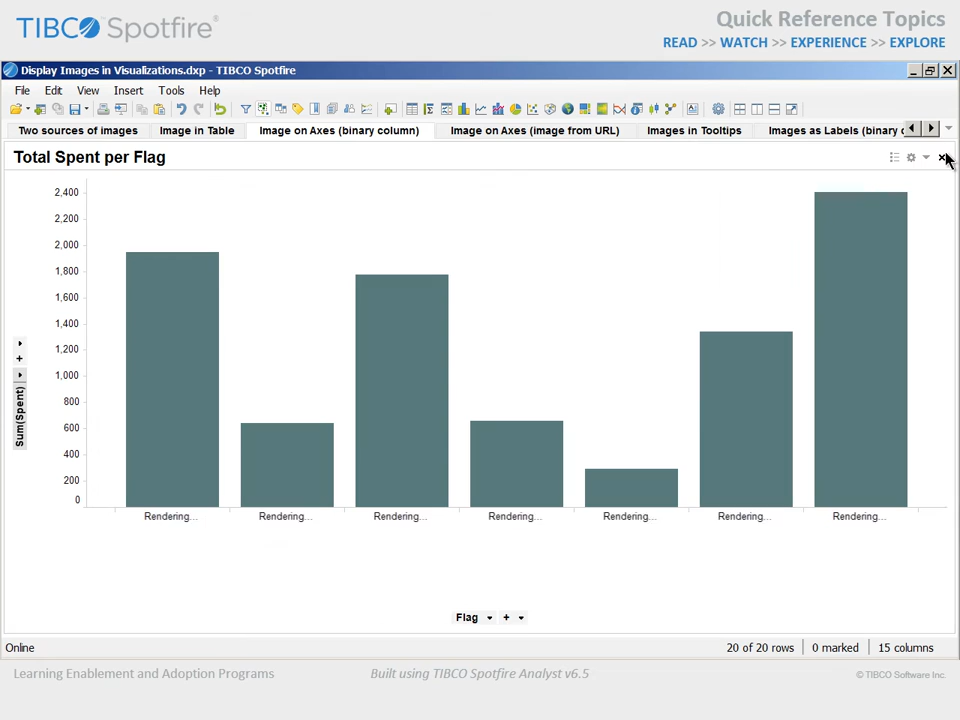 TIBCO Spotfire®
Quick Reference Topics
READ >> WATCH >> EXPERIENCE >> EXPLORE
Display Images in Visualizations.dxp - TIBCO Spotfire
File Edit View Insert Tools Help
Two sources of images Image in Table Image on Axes (binary column) Image on Axes (image from URL) Images in Tooltips Images as Labels (binary c
Total Spent per Flag
2,400
2,200
2,000
1,800
1,600
1,400
1,200
1,000
800
600
400
200
0
Sum(Spent)
+
Rendering... Rendering... Rendering... Rendering... Rendering... Rendering... Rendering...
Flag +
Online 20 of 20 rows 0 marked 15 columns
Learning Enablement and Adoption Programs Built using TIBCO Spotfire Analyst v6.5 © TIBCO Software Inc.